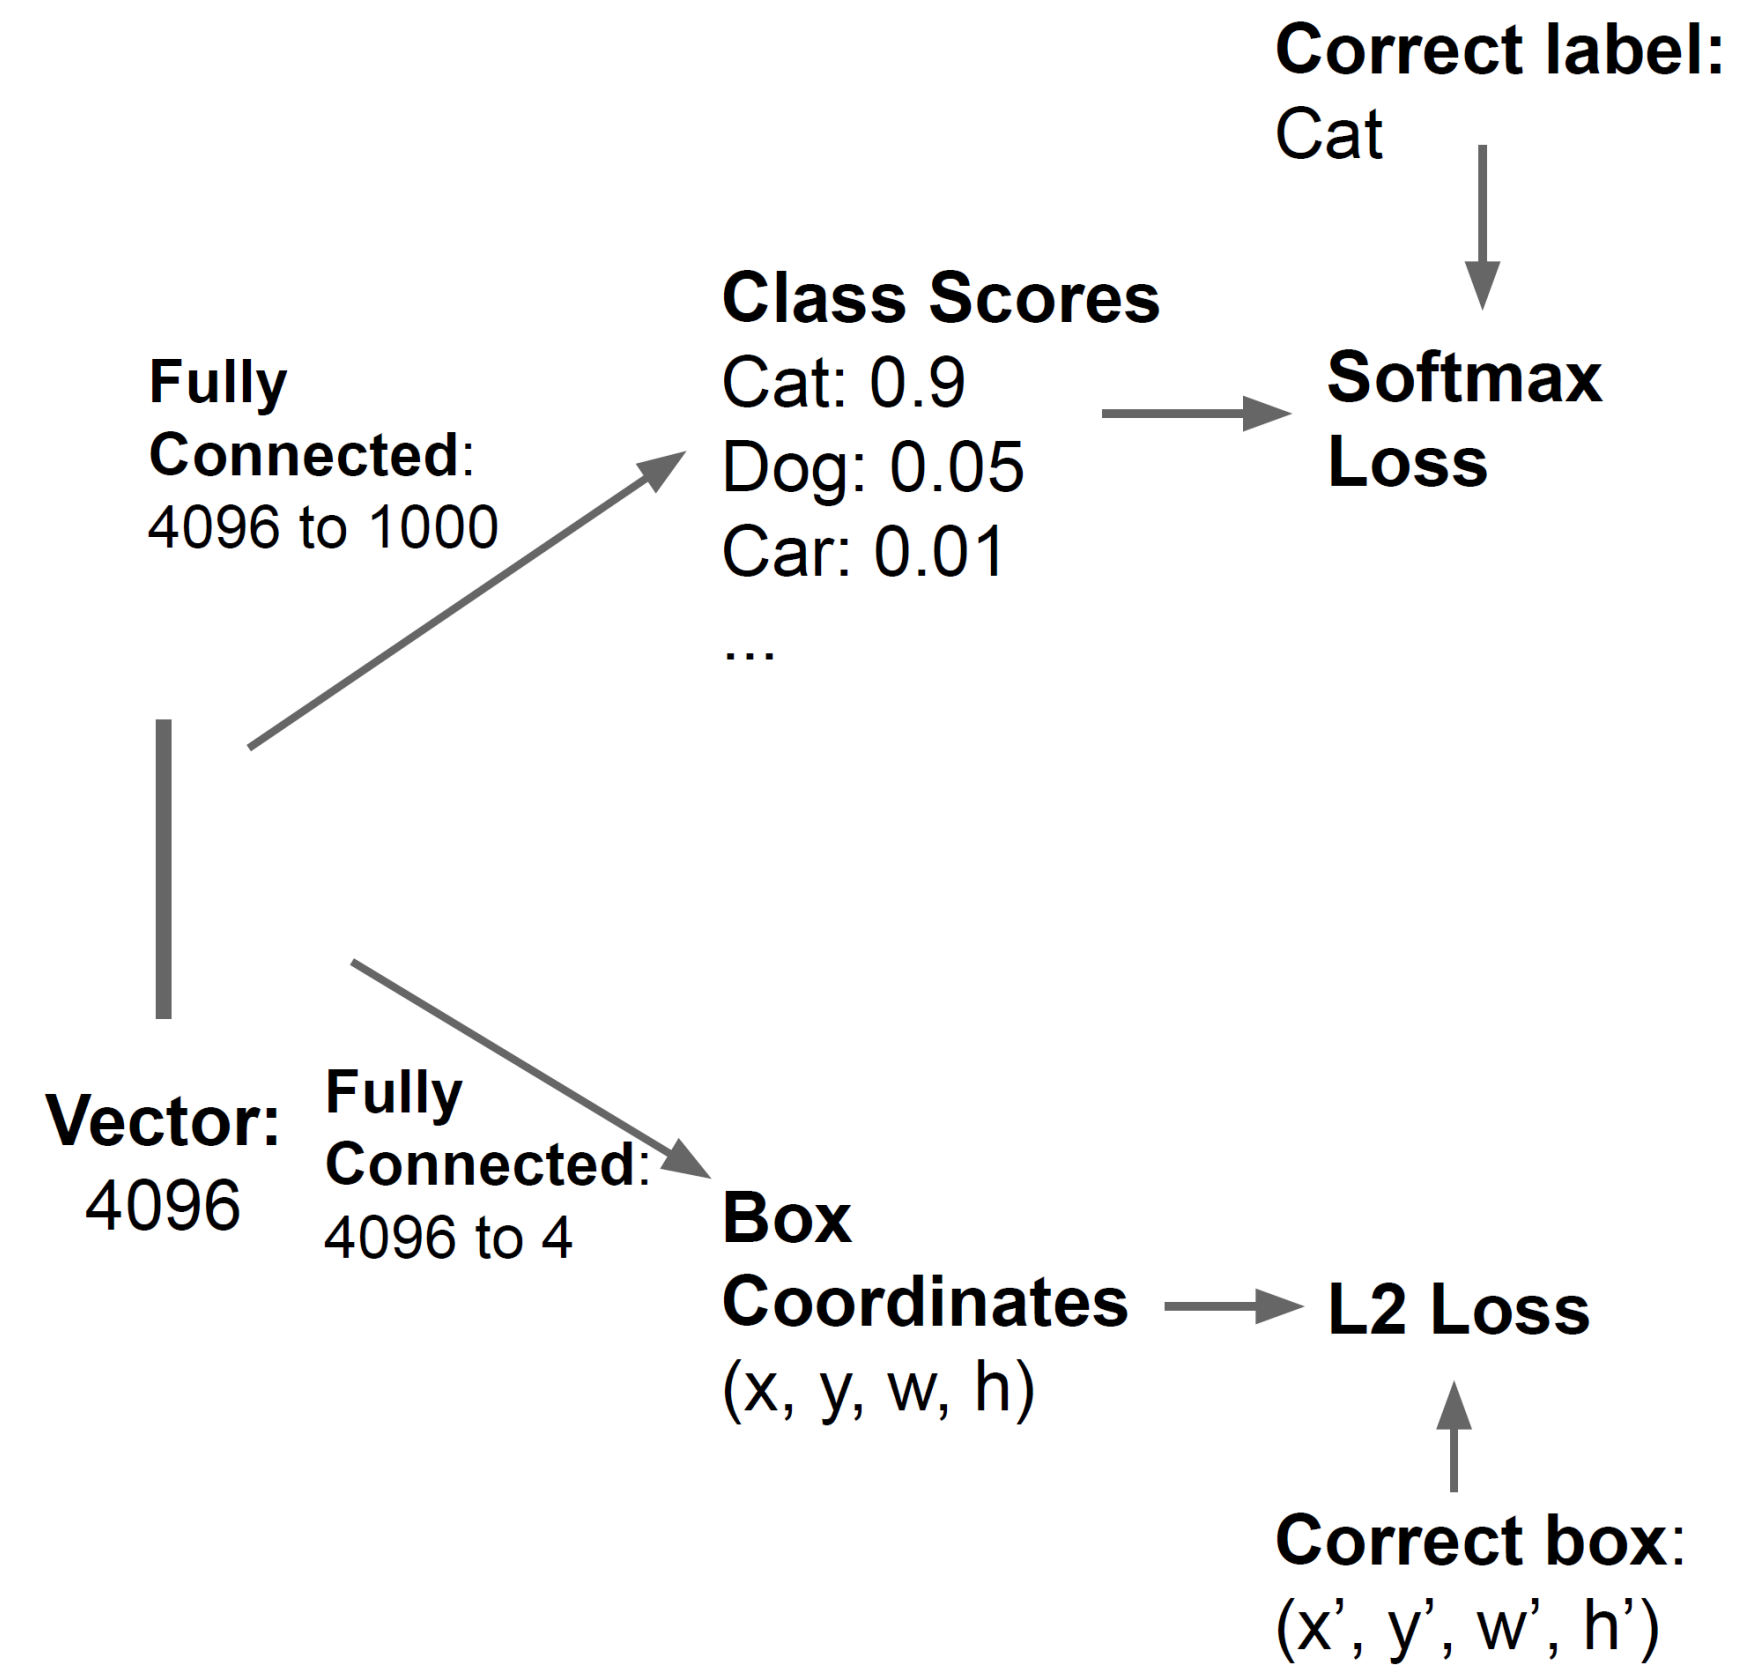 Correct label:
Cat
Class Scores
Cat: 0.9
Dog: 0.05
Car: 0.01
...
Softmax
Loss
Fully
Connected:
4096 to 1000
Vector:
4096
Fully
Connected:
4096 to 4
Box
Coordinates
(x, y, w, h)
L2 Loss
Correct box:
(x’, y’, w’, h’)